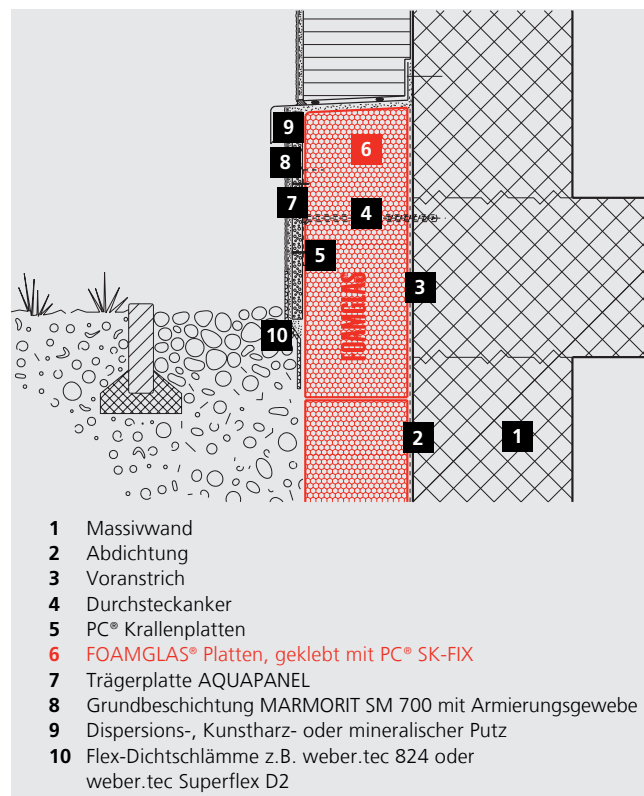 9
6
8
7
4
5
3
FOAMGLAS
10
2
1
1 Massivwand
2 Abdichtung
3 Voranstrich
4 Durchsteckanker
5 PC® Krallenplatten
6 FOAMGLAS® Platten, geklebt mit PC® SK-FIX
7 Trägerplatte AQUAPANEL
8 Grundbeschichtung MARMORIT SM 700 mit Armierungsgewebe
9 Dispersions-, Kunstharz- oder mineralischer Putz
10 Flex-Dichtschlämme z.B. weber.tec 824 oder
weber.tec Superflex D2